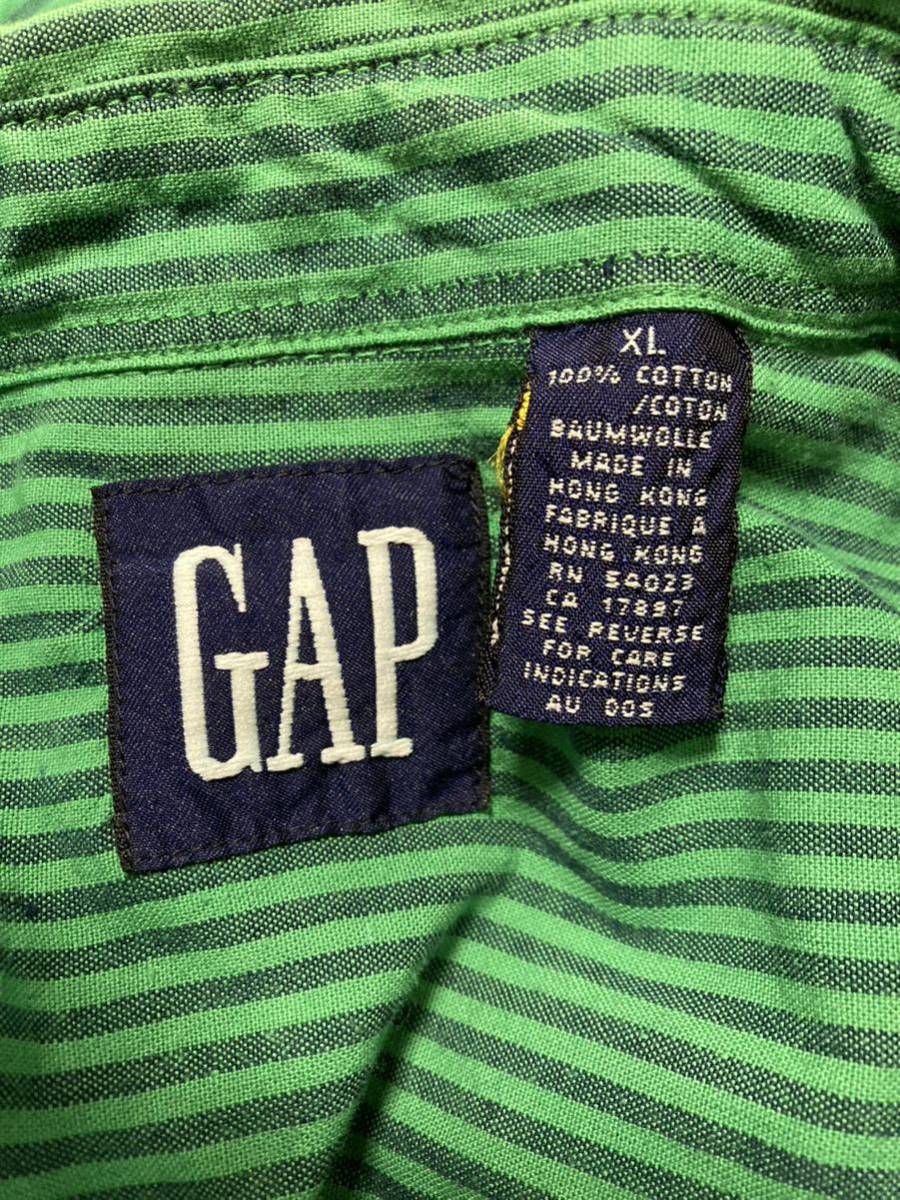 GAP
XL
100% COTTON
/COTON
BAUMWOLLE
MADE IN
HONG KONG
FABRIQUE A
HONG KONG
RN 54023
CA 17897
SEE REVERSE
FOR CARE
INDICATIONS
AU DOS